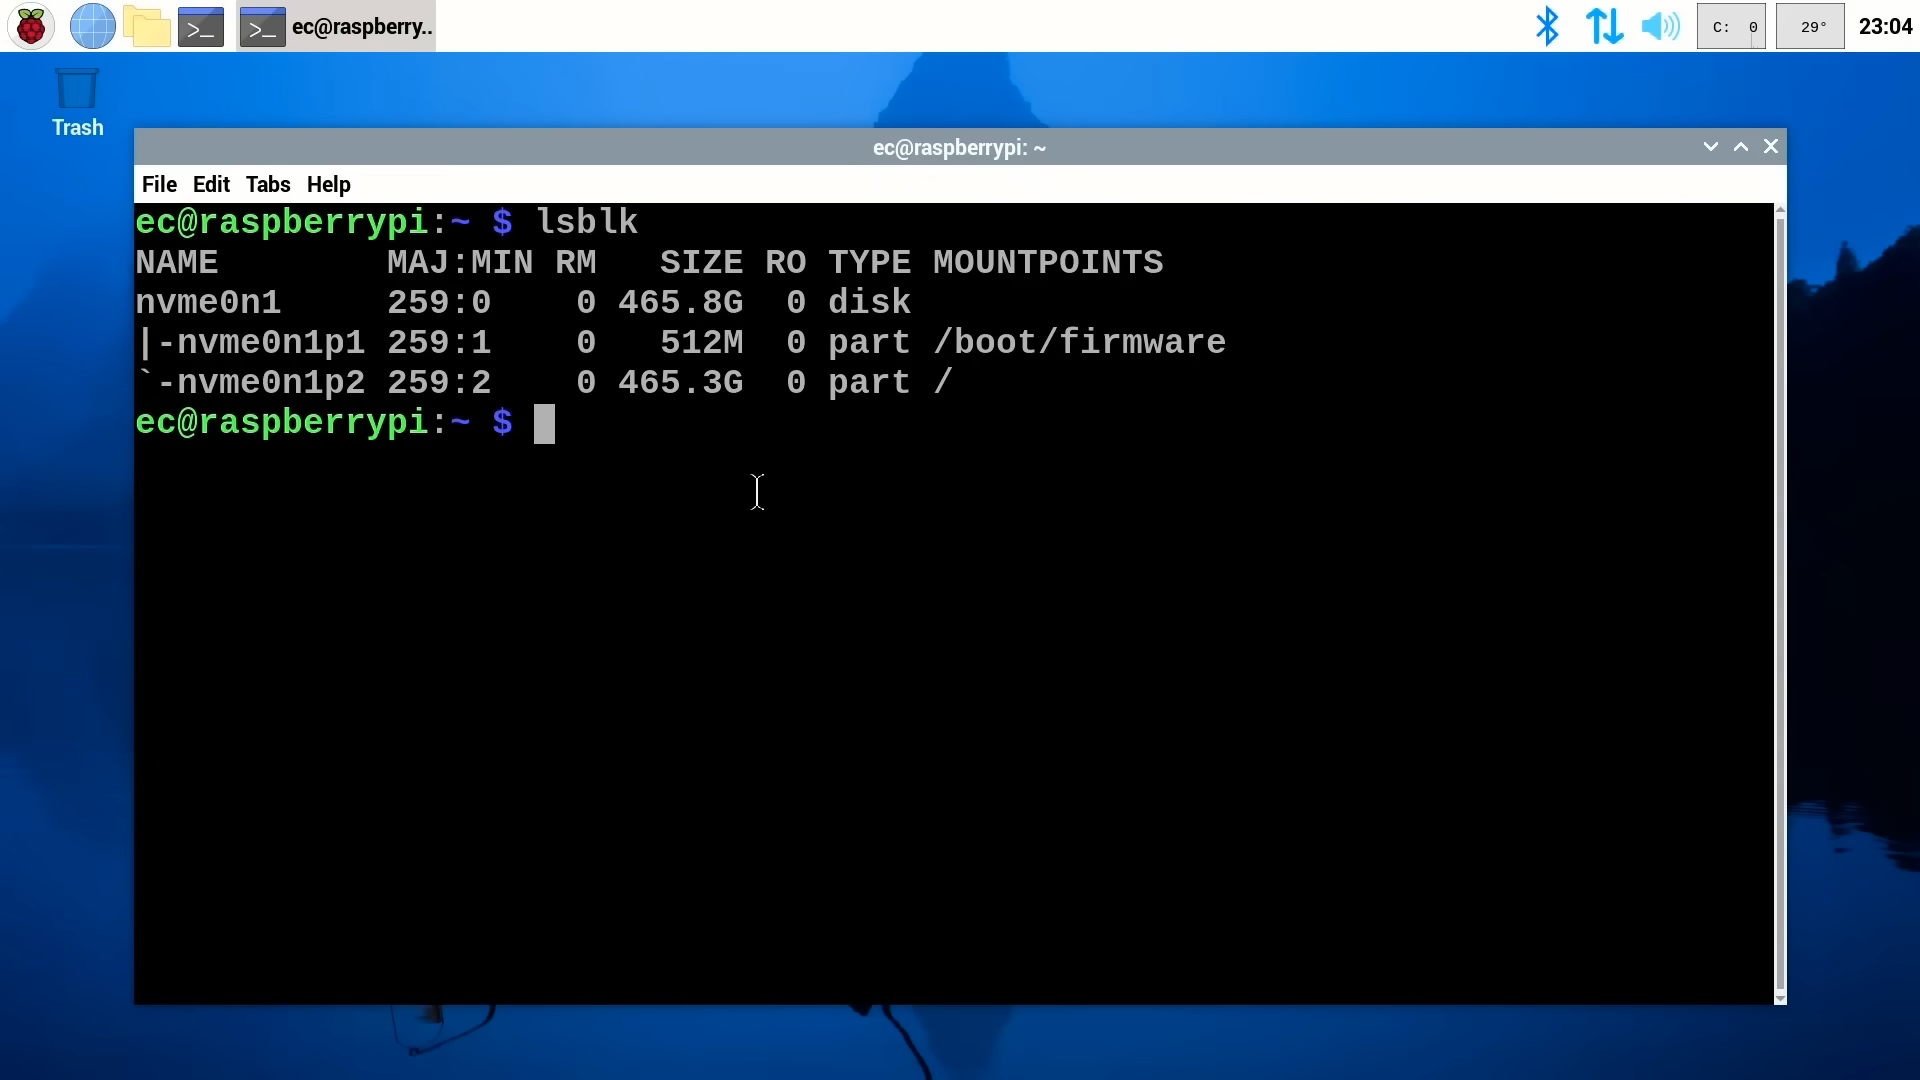 >_ >_ ec@raspberry.. C: 0 29° 23:04
Trash
ec@raspberrypi: ~
File Edit Tabs Help
ec@raspberrypi:~ $ lsblk
NAME        MAJ:MIN RM   SIZE RO TYPE MOUNTPOINTS
nvme0n1     259:0    0 465.8G  0 disk
|-nvme0n1p1 259:1    0   512M  0 part /boot/firmware
`-nvme0n1p2 259:2    0 465.3G  0 part /
ec@raspberrypi:~ $